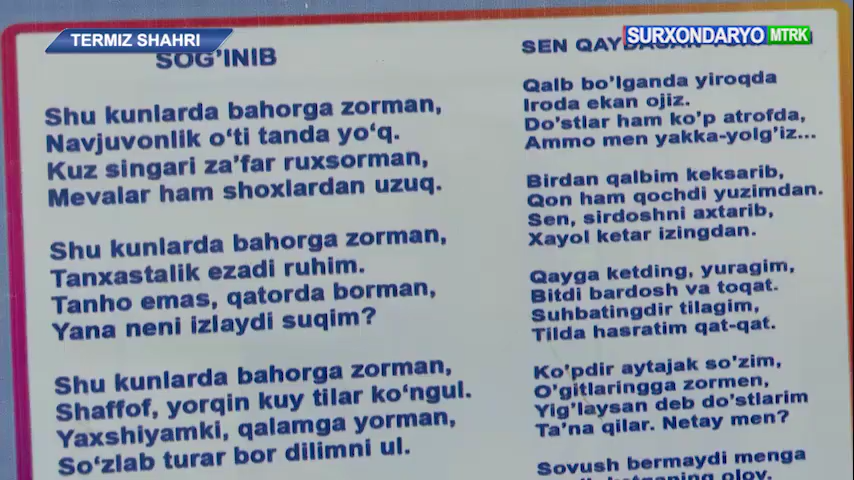 TERMIZ SHAHRI
SURXONDARYO MTRK
SOG'INIB
Shu kunlarda bahorga zorman,
Navjuvonlik o‘ti tanda yo‘q.
Kuz singari za’far ruxsorman,
Mevalar ham shoxlardan uzuq.
Shu kunlarda bahorga zorman,
Tanxastalik ezadi ruhim.
Tanho emas, qatorda borman,
Yana neni izlaydi suqim?
Shu kunlarda bahorga zorman,
Shaffof, yorqin kuy tilar ko‘ngul.
Yaxshiyamki, qalamga yorman,
So‘zlab turar bor dilimni ul.
SEN
Qalb bo’lganda yiroqda
Iroda ekan ojiz.
Do’stlar ham ko’p atrofda,
Ammo men yakka-yolg’iz...
Birdan qalbim keksarib,
Qon ham qochdi yuzimdan.
Sen, sirdoshni axtarib,
Xayol ketar izingdan.
Qayga ketding, yuragim,
Bitdi bardosh va toqat.
Suhbatingdir tilagim,
Tilda hasratim qat-qat.
Ko’pdir aytajak so’zim,
O’gitlaringga zormen,
Yig’laysan deb do’stlarim
Ta’na qilar. Netay men?
Sovush bermaydi menga